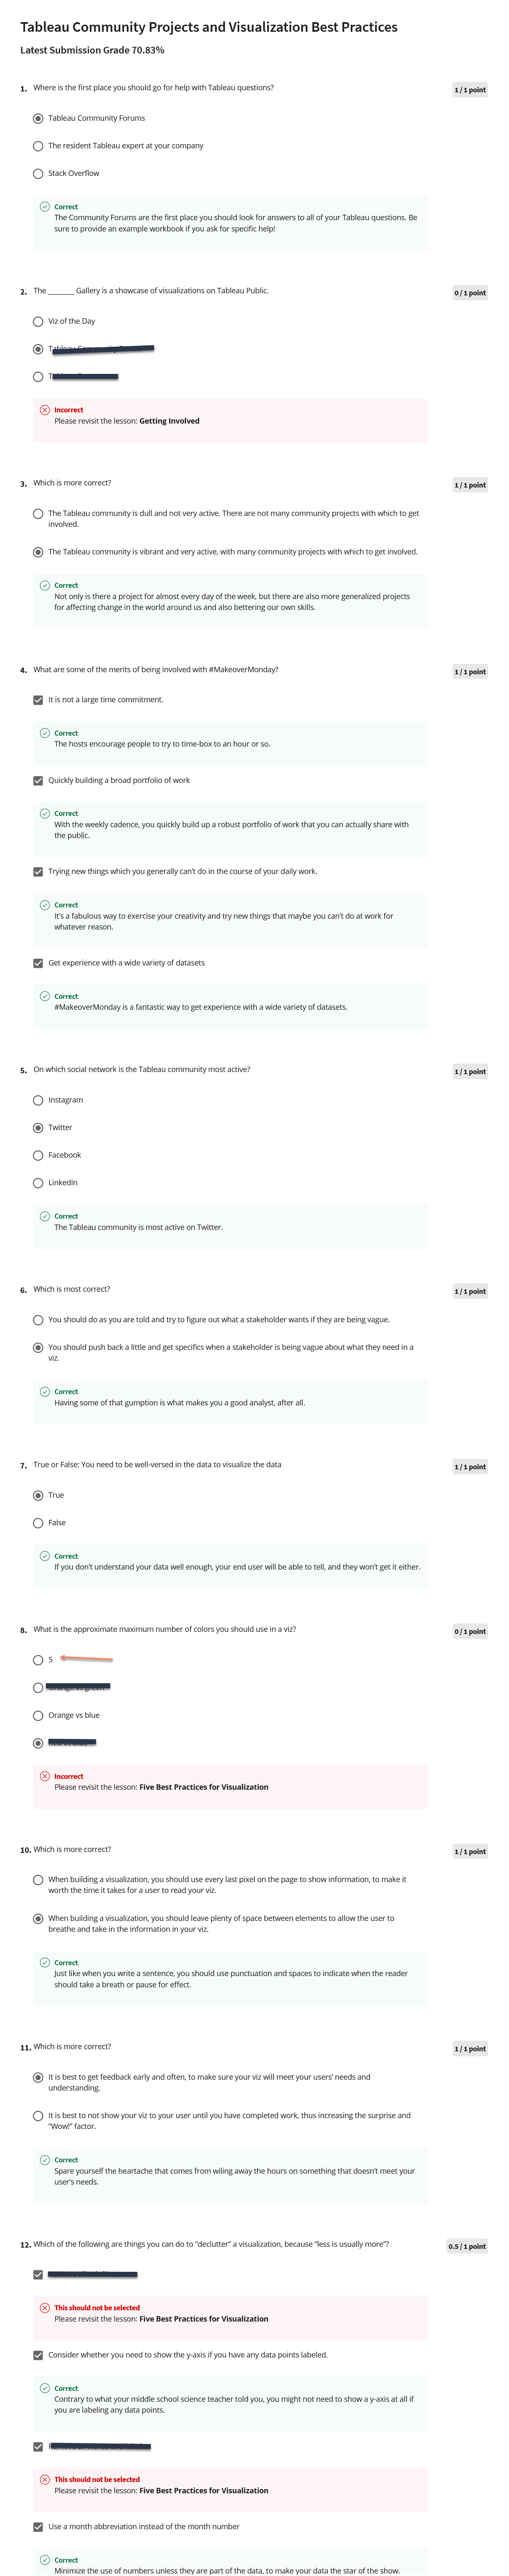 Tableau Community Projects and Visualization Best Practices
Latest Submission Grade 70.83%
1. Where is the first place you should go for help with Tableau questions?
1 / 1 point
Tableau Community Forums
The resident Tableau expert at your company
Stack Overflow
Correct
The Community Forums are the first place you should look for answers to all of your Tableau questions. Be
sure to provide an example workbook if you ask for specific help!
2. The _______ Gallery is a showcase of visualizations on Tableau Public.
0 / 1 point
Viz of the Day
Incorrect
Please revisit the lesson: Getting Involved
3. Which is more correct?
1 / 1 point
The Tableau community is dull and not very active. There are not many community projects with which to get
involved.
The Tableau community is vibrant and very active, with many community projects with which to get involved.
Correct
Not only is there a project for almost every day of the week, but there are also more generalized projects
for affecting change in the world around us and also bettering our own skills.
4. What are some of the merits of being involved with #MakeoverMonday?
1 / 1 point
It is not a large time commitment.
Correct
The hosts encourage people to try to time-box to an hour or so.
Quickly building a broad portfolio of work
Correct
With the weekly cadence, you quickly build up a robust portfolio of work that you can actually share with
the public.
Trying new things which you generally can't do in the course of your daily work.
Correct
It's a fabulous way to exercise your creativity and try new things that maybe you can't do at work for
whatever reason.
Get experience with a wide variety of datasets
Correct
#MakeoverMonday is a fantastic way to get experience with a wide variety of datasets.
5. On which social network is the Tableau community most active?
1 / 1 point
Instagram
Twitter
Facebook
LinkedIn
Correct
The Tableau community is most active on Twitter.
6. Which is most correct?
1 / 1 point
You should do as you are told and try to figure out what a stakeholder wants if they are being vague.
You should push back a little and get specifics when a stakeholder is being vague about what they need in a
viz.
Correct
Having some of that gumption is what makes you a good analyst, after all.
7. True or False: You need to be well-versed in the data to visualize the data
1 / 1 point
True
False
Correct
If you don't understand your data well enough, your end user will be able to tell, and they won't get it either.
8. What is the approximate maximum number of colors you should use in a viz?
0 / 1 point
5
Orange vs blue
Incorrect
Please revisit the lesson: Five Best Practices for Visualization
10. Which is more correct?
1 / 1 point
When building a visualization, you should use every last pixel on the page to show information, to make it
worth the time it takes for a user to read your viz.
When building a visualization, you should leave plenty of space between elements to allow the user to
breathe and take in the information in your viz.
Correct
Just like when you write a sentence, you should use punctuation and spaces to indicate when the reader
should take a breath or pause for effect.
11. Which is more correct?
1 / 1 point
It is best to get feedback early and often, to make sure your viz will meet your users' needs and
understanding.
It is best to not show your viz to your user until you have completed work, thus increasing the surprise and
"Wow!" factor.
Correct
Spare yourself the heartache that comes from wiling away the hours on something that doesn't meet your
user's needs.
12. Which of the following are things you can do to "declutter" a visualization, because "less is usually more"?
0.5 / 1 point
This should not be selected
Please revisit the lesson: Five Best Practices for Visualization
Consider whether you need to show the y-axis if you have any data points labeled.
Correct
Contrary to what your middle school science teacher told you, you might not need to show a y-axis at all if
you are labeling any data points.
This should not be selected
Please revisit the lesson: Five Best Practices for Visualization
Use a month abbreviation instead of the month number
Correct
Minimize the use of numbers unless they are part of the data, to make your data the star of the show.